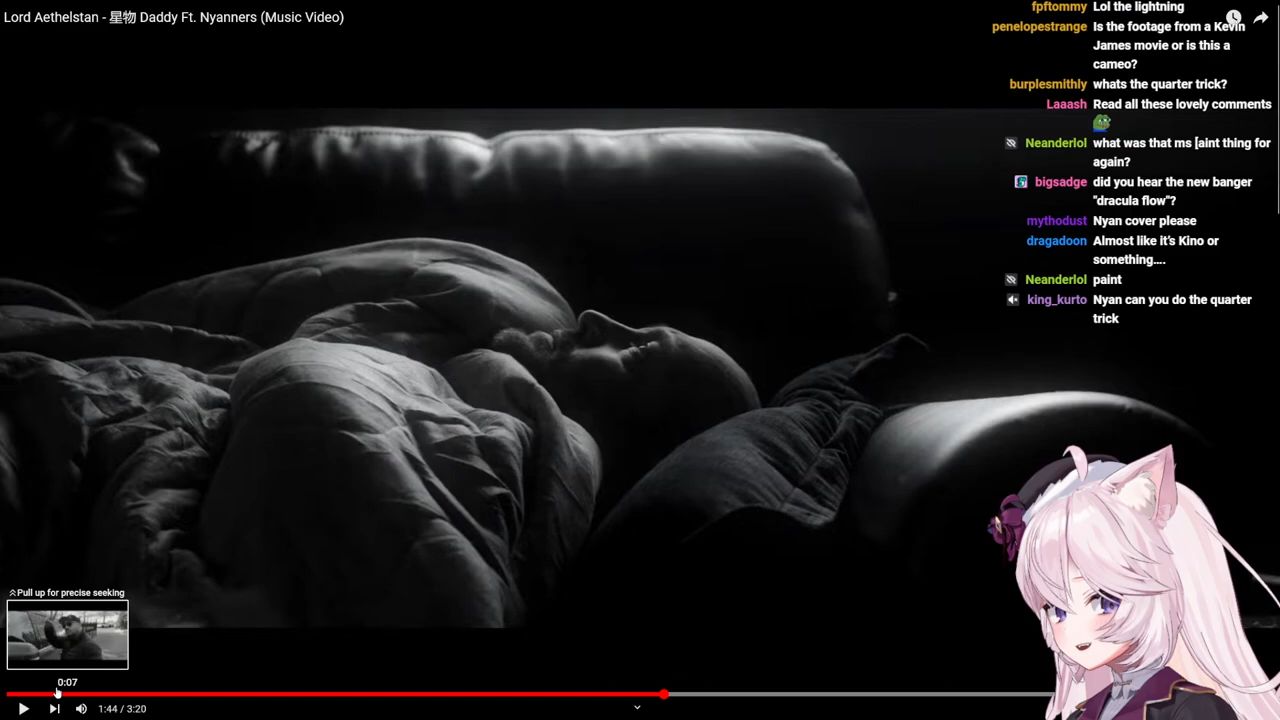 Lord Aethelstan - 星物 Daddy Ft. Nyanners (Music Video)
fpftommy Lol the lightning
penelopestrange Is the footage from a Kevin
James movie or is this a
cameo?
burplesmithly whats the quarter trick?
Laaash Read all these lovely comments
Neanderlol what was that ms [aint thing for
again?
bigsadge did you hear the new banger
"dracula flow"?
mythodust Nyan cover please
dragadoon Almost like it's Kino or
something....
Neanderlol paint
king_kurto Nyan can you do the quarter
trick
Pull up for precise seeking
0:07
1:44 / 3:20